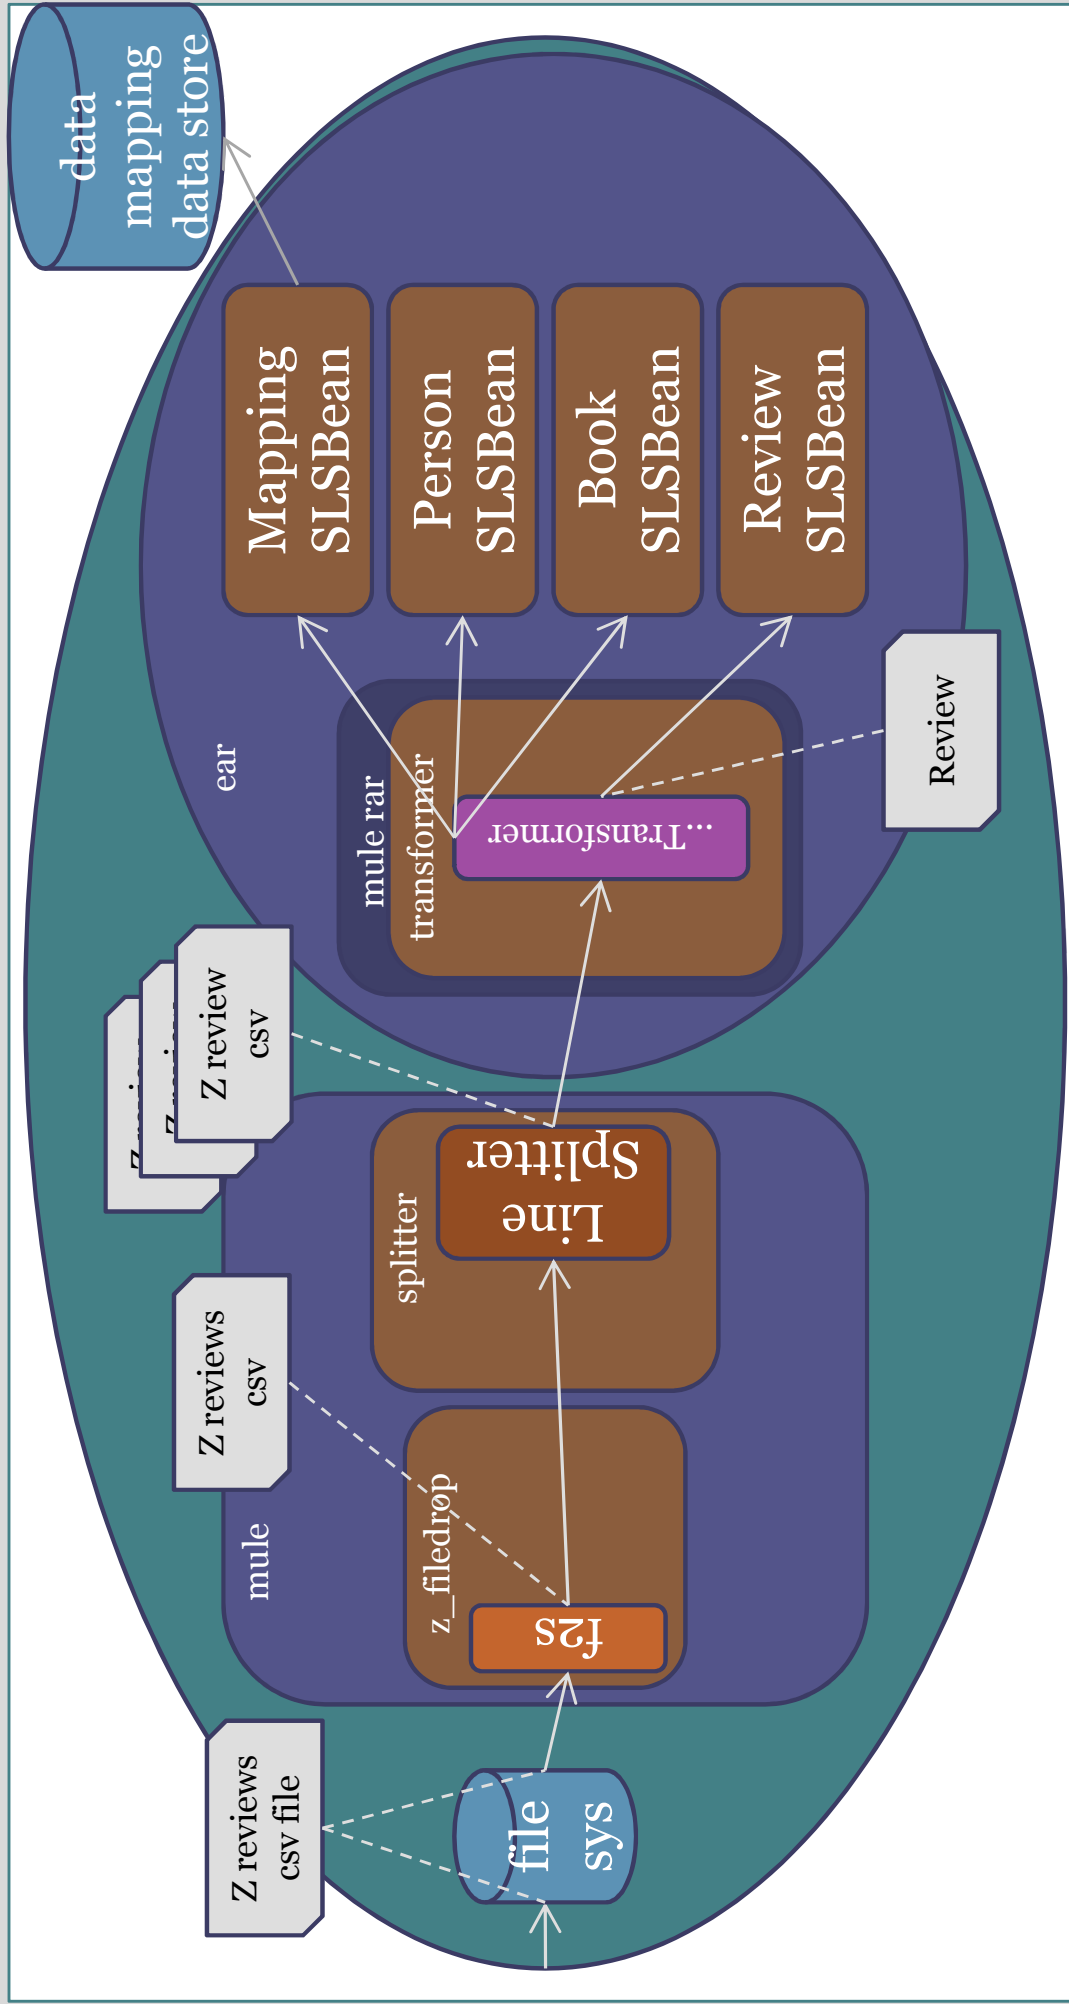 data
mapping
data store
Mapping
SLSBean
Person
SLSBean
Book
SLSBean
Review
SLSBean
ear
mule rar
transformer
...Transformer
Review
Z review
csv
splitter
Line
Splitter
Z reviews
csv
mule
z_filedrop
f2s
Z reviews
csv file
file
sys